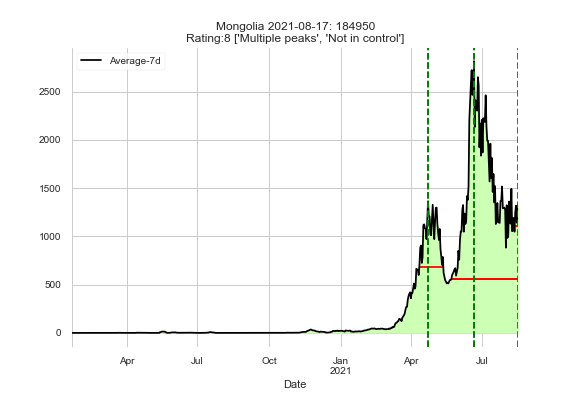 Mongolia 2021-08-17: 184950
Rating:8 ['Multiple peaks', 'Not in control']
Average-7d
2500
2000
1500
1000
500
0
Apr
Jul
Oct
Jan
2021
Apr
Jul
Date